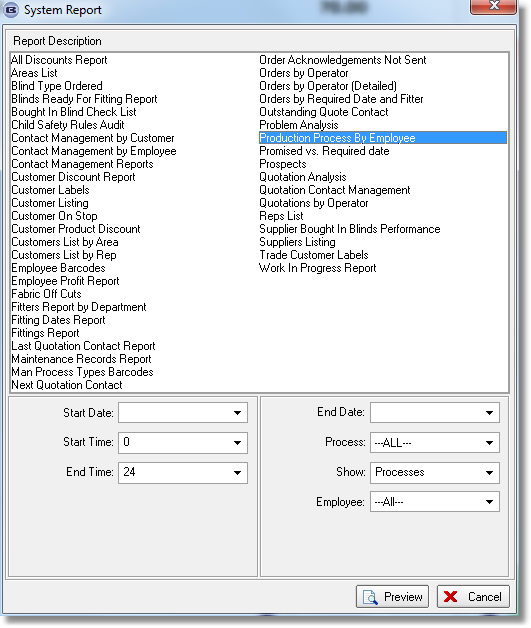 System Report
Report Description
All Discounts Report
Areas List
Blind Type Ordered
Blinds Ready For Fitting Report
Bought In Blind Check List
Child Safety Rules Audit
Contact Management by Customer
Contact Management by Employee
Contact Management Reports
Customer Discount Report
Customer Labels
Customer Listing
Customer On Stop
Customer Product Discount
Customers List by Area
Customers List by Rep
Employee Barcodes
Employee Profit Report
Fabric Off Cuts
Fitters Report by Department
Fitting Dates Report
Fittings Report
Last Quotation Contact Report
Maintenance Records Report
Man Process Types Barcodes
Next Quotation Contact
Order Acknowledgements Not Sent
Orders by Operator
Orders by Operator (Detailed)
Orders by Required Date and Fitter
Outstanding Quote Contact
Problem Analysis
Production Process By Employee
Promised vs. Required date
Prospects
Quotation Analysis
Quotation Contact Management
Quotations by Operator
Reps List
Supplier Bought In Blinds Performance
Suppliers Listing
Trade Customer Labels
Work In Progress Report
Start Date:
Start Time: 0
End Time: 24
End Date:
Process: ---ALL---
Show: Processes
Employee: ---All---
Preview
Cancel